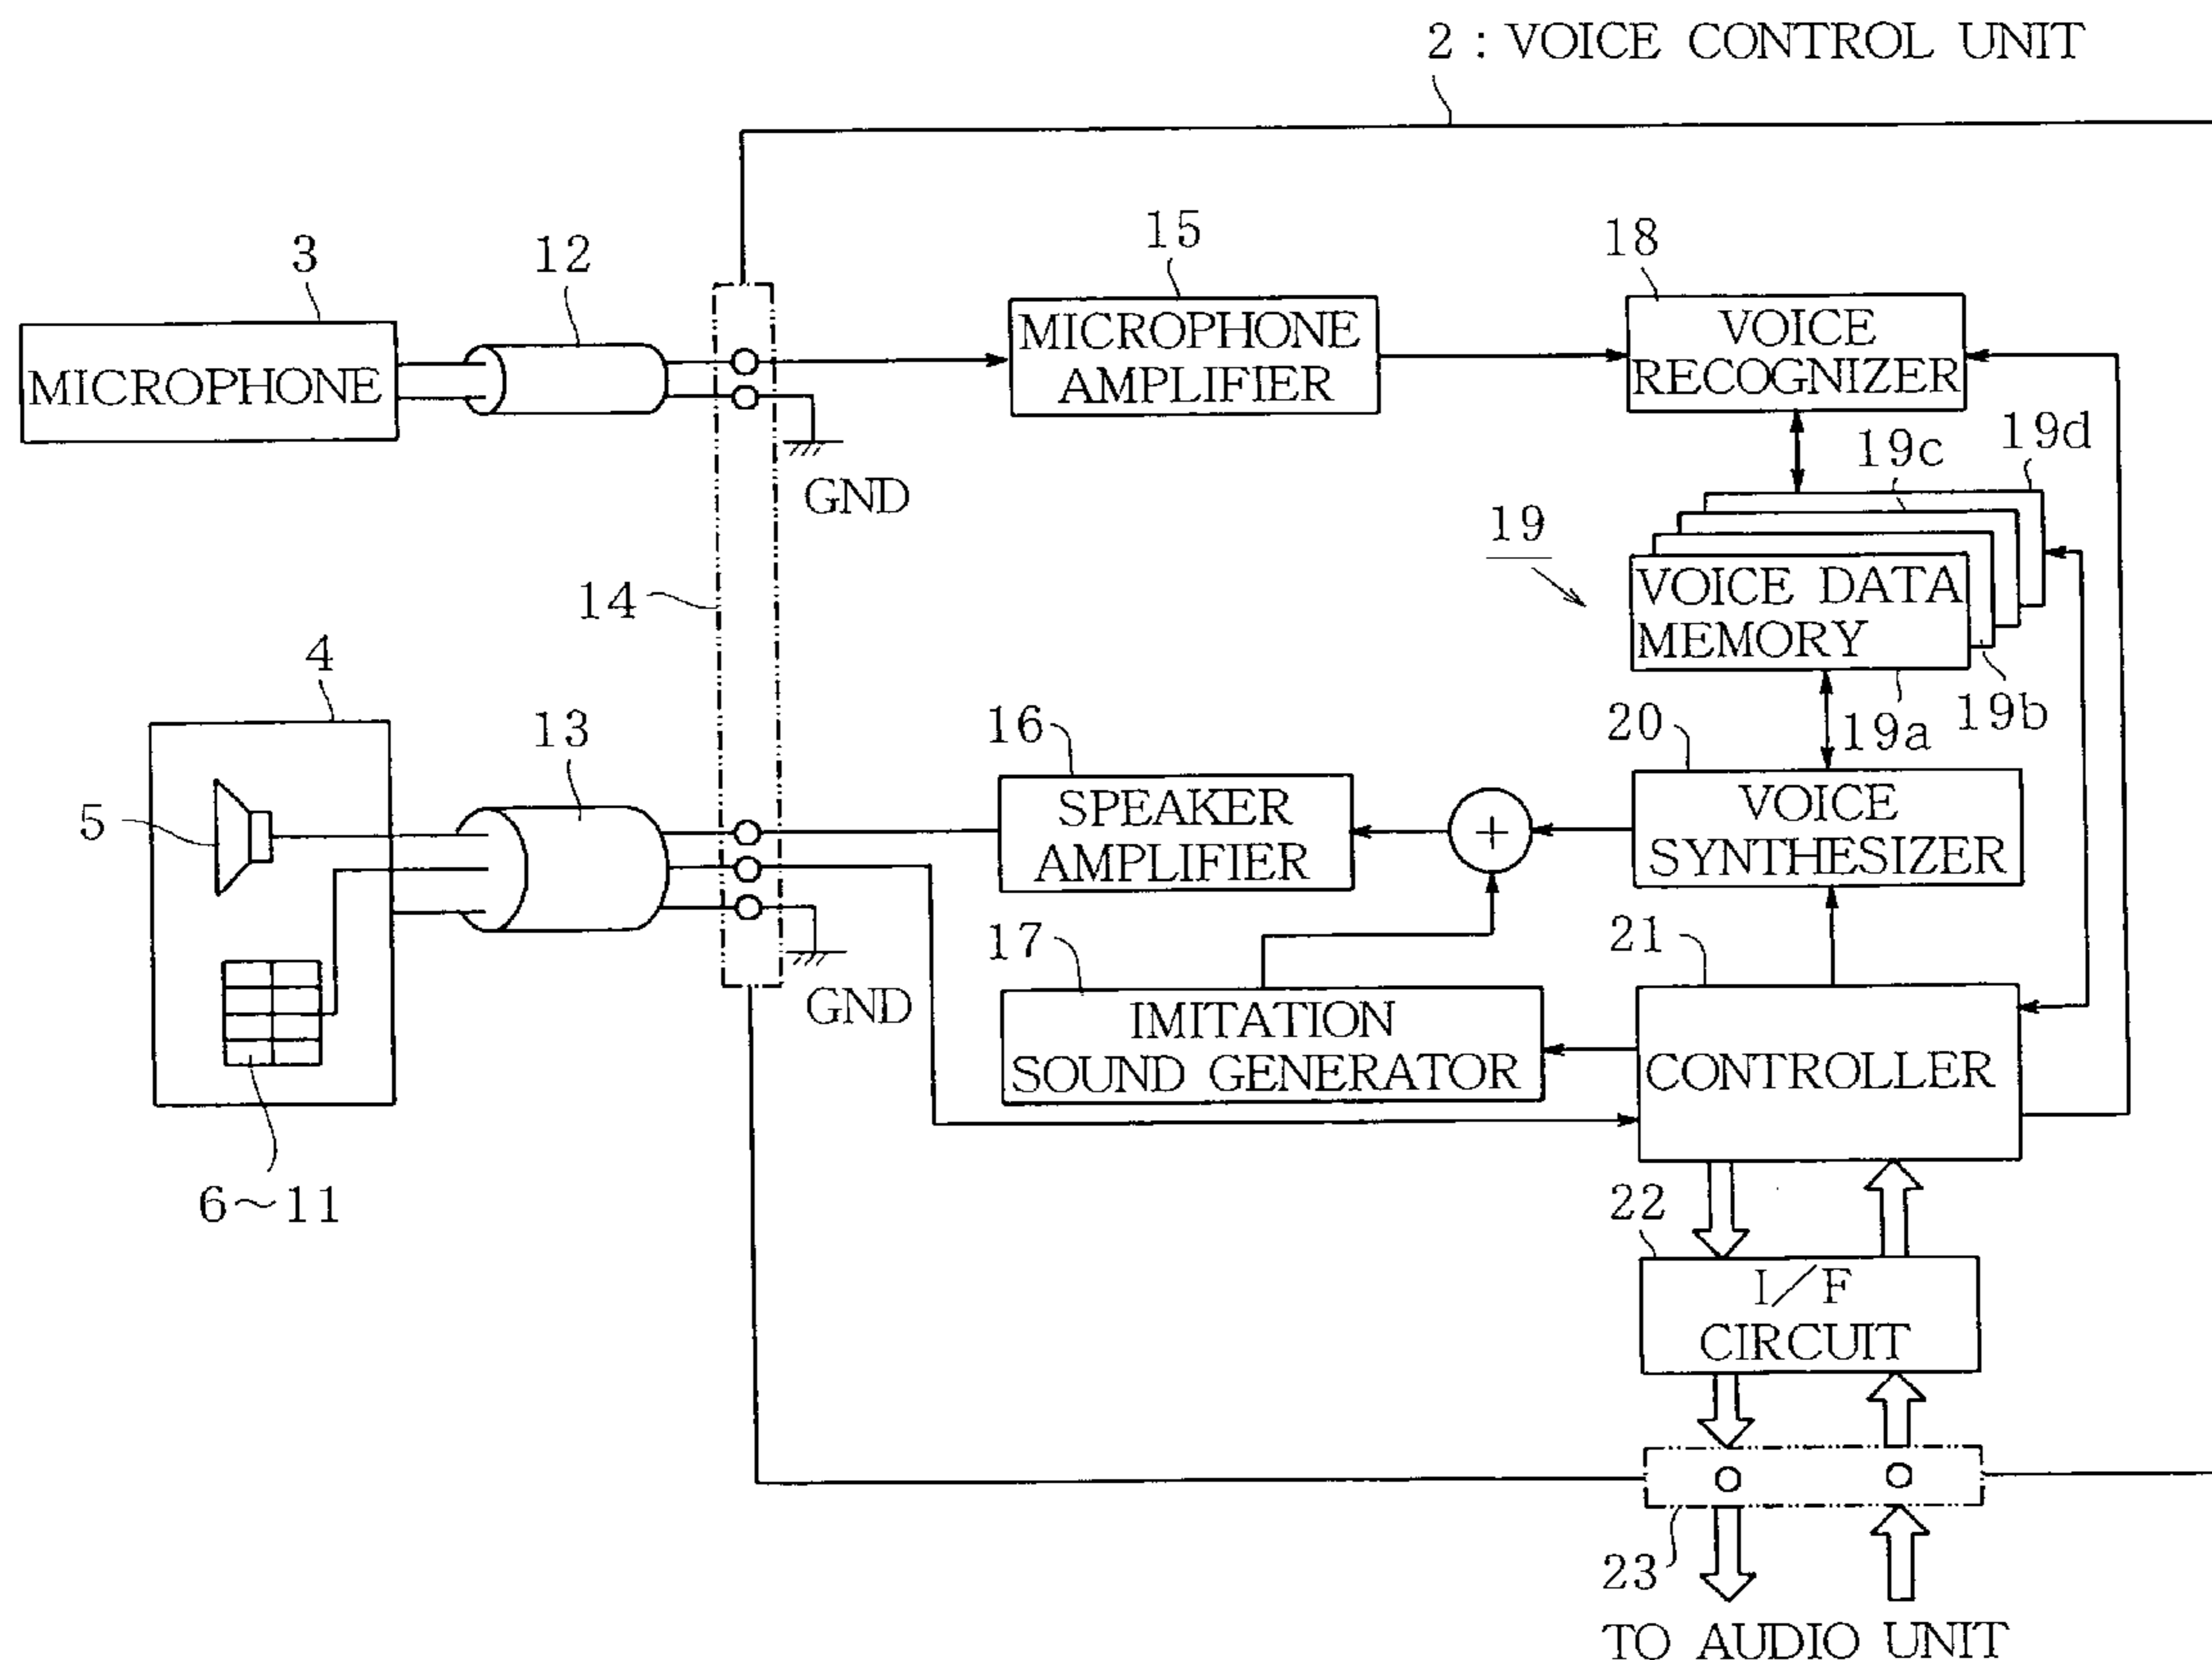 2 : VOICE CONTROL UNIT
3
12
15
18
MICROPHONE
MICROPHONE
AMPLIFIER
VOICE
RECOGNIZER
GND
19c
19d
19
14
VOICE DATA
MEMORY
19a
19b
4
13
16
20
5
SPEAKER
AMPLIFIER
+
VOICE
SYNTHESIZER
17
21
GND
IMITATION
SOUND GENERATOR
CONTROLLER
6~11
22
I/F
CIRCUIT
23
TO AUDIO UNIT